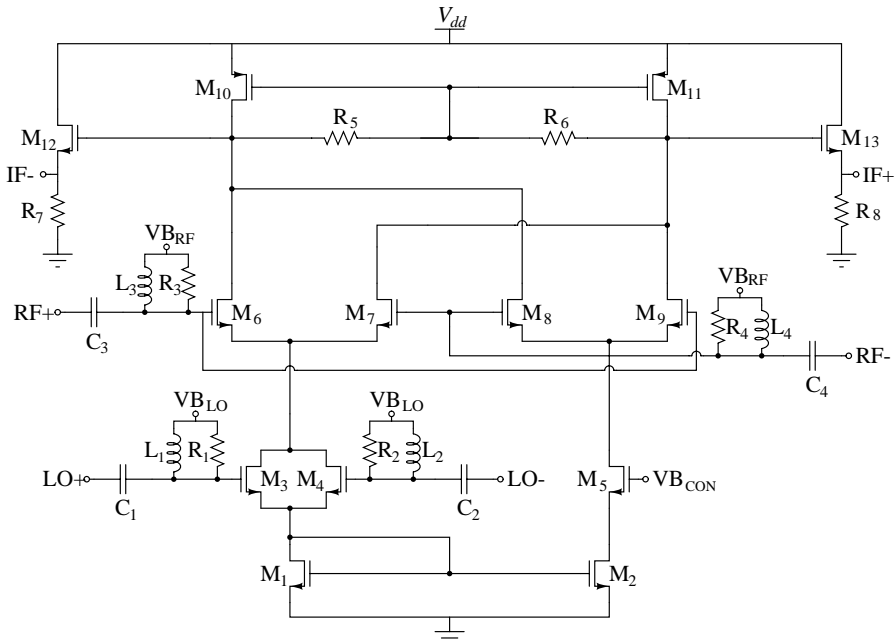 V_dd
M_10
M_11
R_5
R_6
M_12
M_13
IF-
IF+
R_7
R_8
VB_RF
L_3
R_3
VB_RF
RF+
M_6
M_7
M_8
M_9
R_4
L_4
C_3
RF-
C_4
VB_LO
VB_LO
L_1
R_1
R_2
L_2
M_3
M_4
M_5
LO+
LO-
VB_CON
C_1
C_2
M_1
M_2